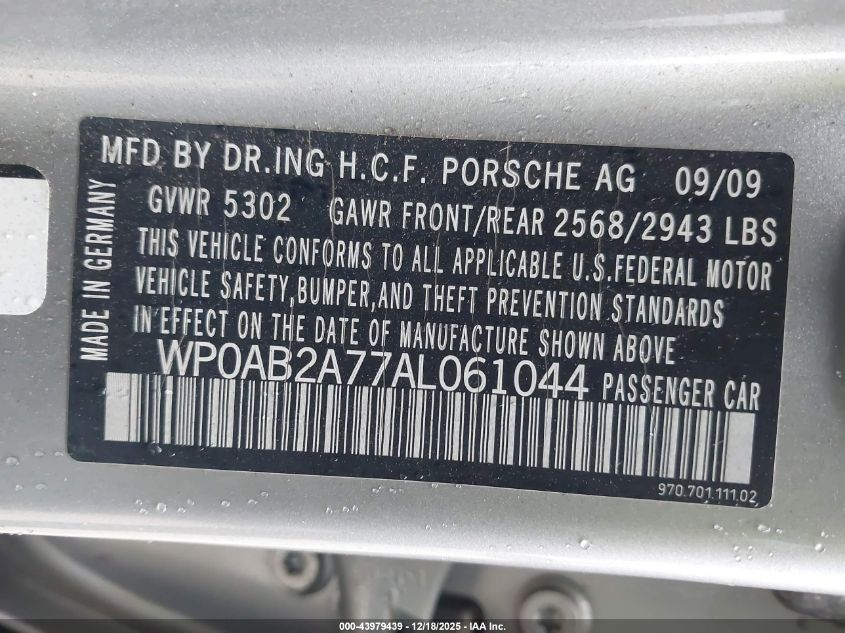 MFD BY DR.ING H.C.F. PORSCHE AG 09/09
GVWR 5302 GAWR FRONT/REAR 2568/2943 LBS
THIS VEHICLE CONFORMS TO ALL APPLICABLE U.S.FEDERAL MOTOR
VEHICLE SAFETY,BUMPER,AND THEFT PREVENTION STANDARDS
IN EFFECT ON THE DATE OF MANUFACTURE SHOWN ABOVE
WP0AB2A77AL061044 PASSENGER CAR
970.701.111.02
MADE IN GERMANY
000-43979439 - 12/18/2025 - IAA, Inc.